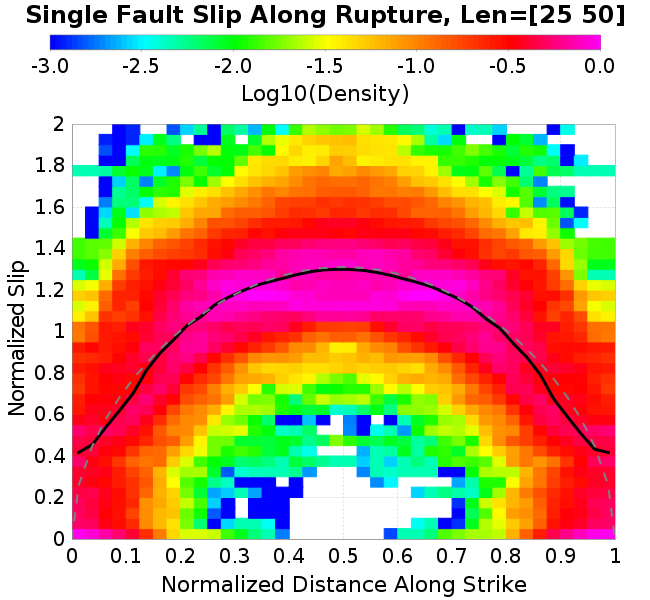 Single Fault Slip Along Rupture, Len=[25 50]
-3.0 -2.5 -2.0 -1.5 -1.0 -0.5 0.0
Log10(Density)
2
1.8
1.6
1.4
1.2
1
0.8
0.6
0.4
0.2
0
Normalized Slip
0 0.1 0.2 0.3 0.4 0.5 0.6 0.7 0.8 0.9 1
Normalized Distance Along Strike